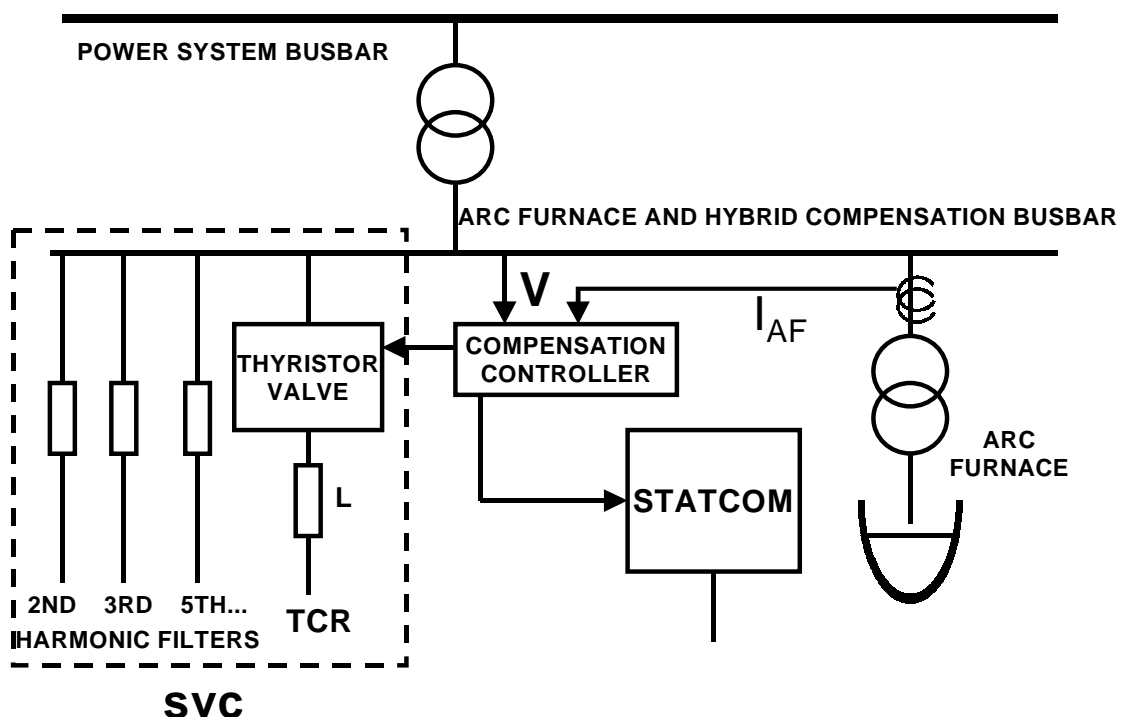 POWER SYSTEM BUSBAR
ARC FURNACE AND HYBRID COMPENSATION BUSBAR
V
I_AF
THYRISTOR
VALVE
COMPENSATION
CONTROLLER
ARC
FURNACE
L
STATCOM
2ND 3RD 5TH...
HARMONIC FILTERS
TCR
SVC